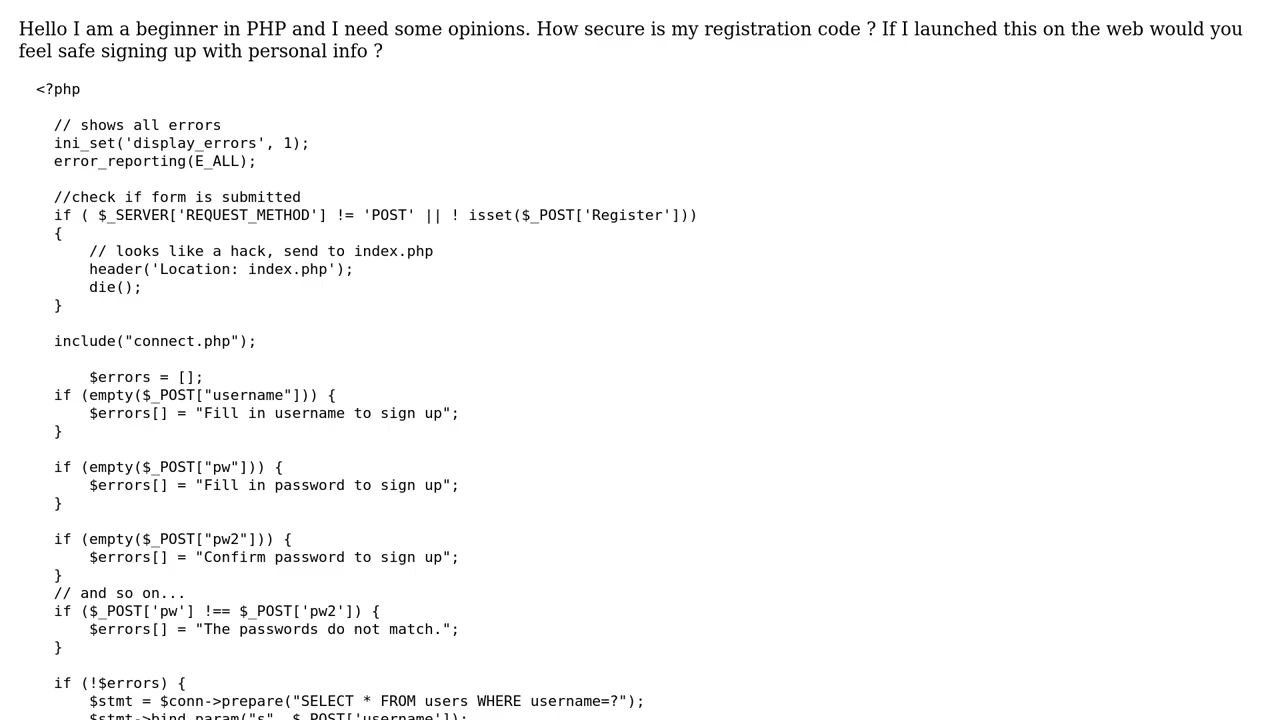 Hello I am a beginner in PHP and I need some opinions. How secure is my registration code ? If I launched this on the web would you
feel safe signing up with personal info ?
<?php
// shows all errors
ini_set('display_errors', 1);
error_reporting(E_ALL);
//check if form is submitted
if ( $_SERVER['REQUEST_METHOD'] != 'POST' || ! isset($_POST['Register']))
{
// looks like a hack, send to index.php
header('Location: index.php');
die();
}
include("connect.php");
$errors = [];
if (empty($_POST["username"])) {
$errors[] = "Fill in username to sign up";
}
if (empty($_POST["pw"])) {
$errors[] = "Fill in password to sign up";
}
if (empty($_POST["pw2"])) {
$errors[] = "Confirm password to sign up";
}
// and so on...
if ($_POST['pw'] !== $_POST['pw2']) {
$errors[] = "The passwords do not match.";
}
if (!$errors) {
$stmt = $conn->prepare("SELECT * FROM users WHERE username=?");
$stmt->bind_param("s", $_POST['username']);